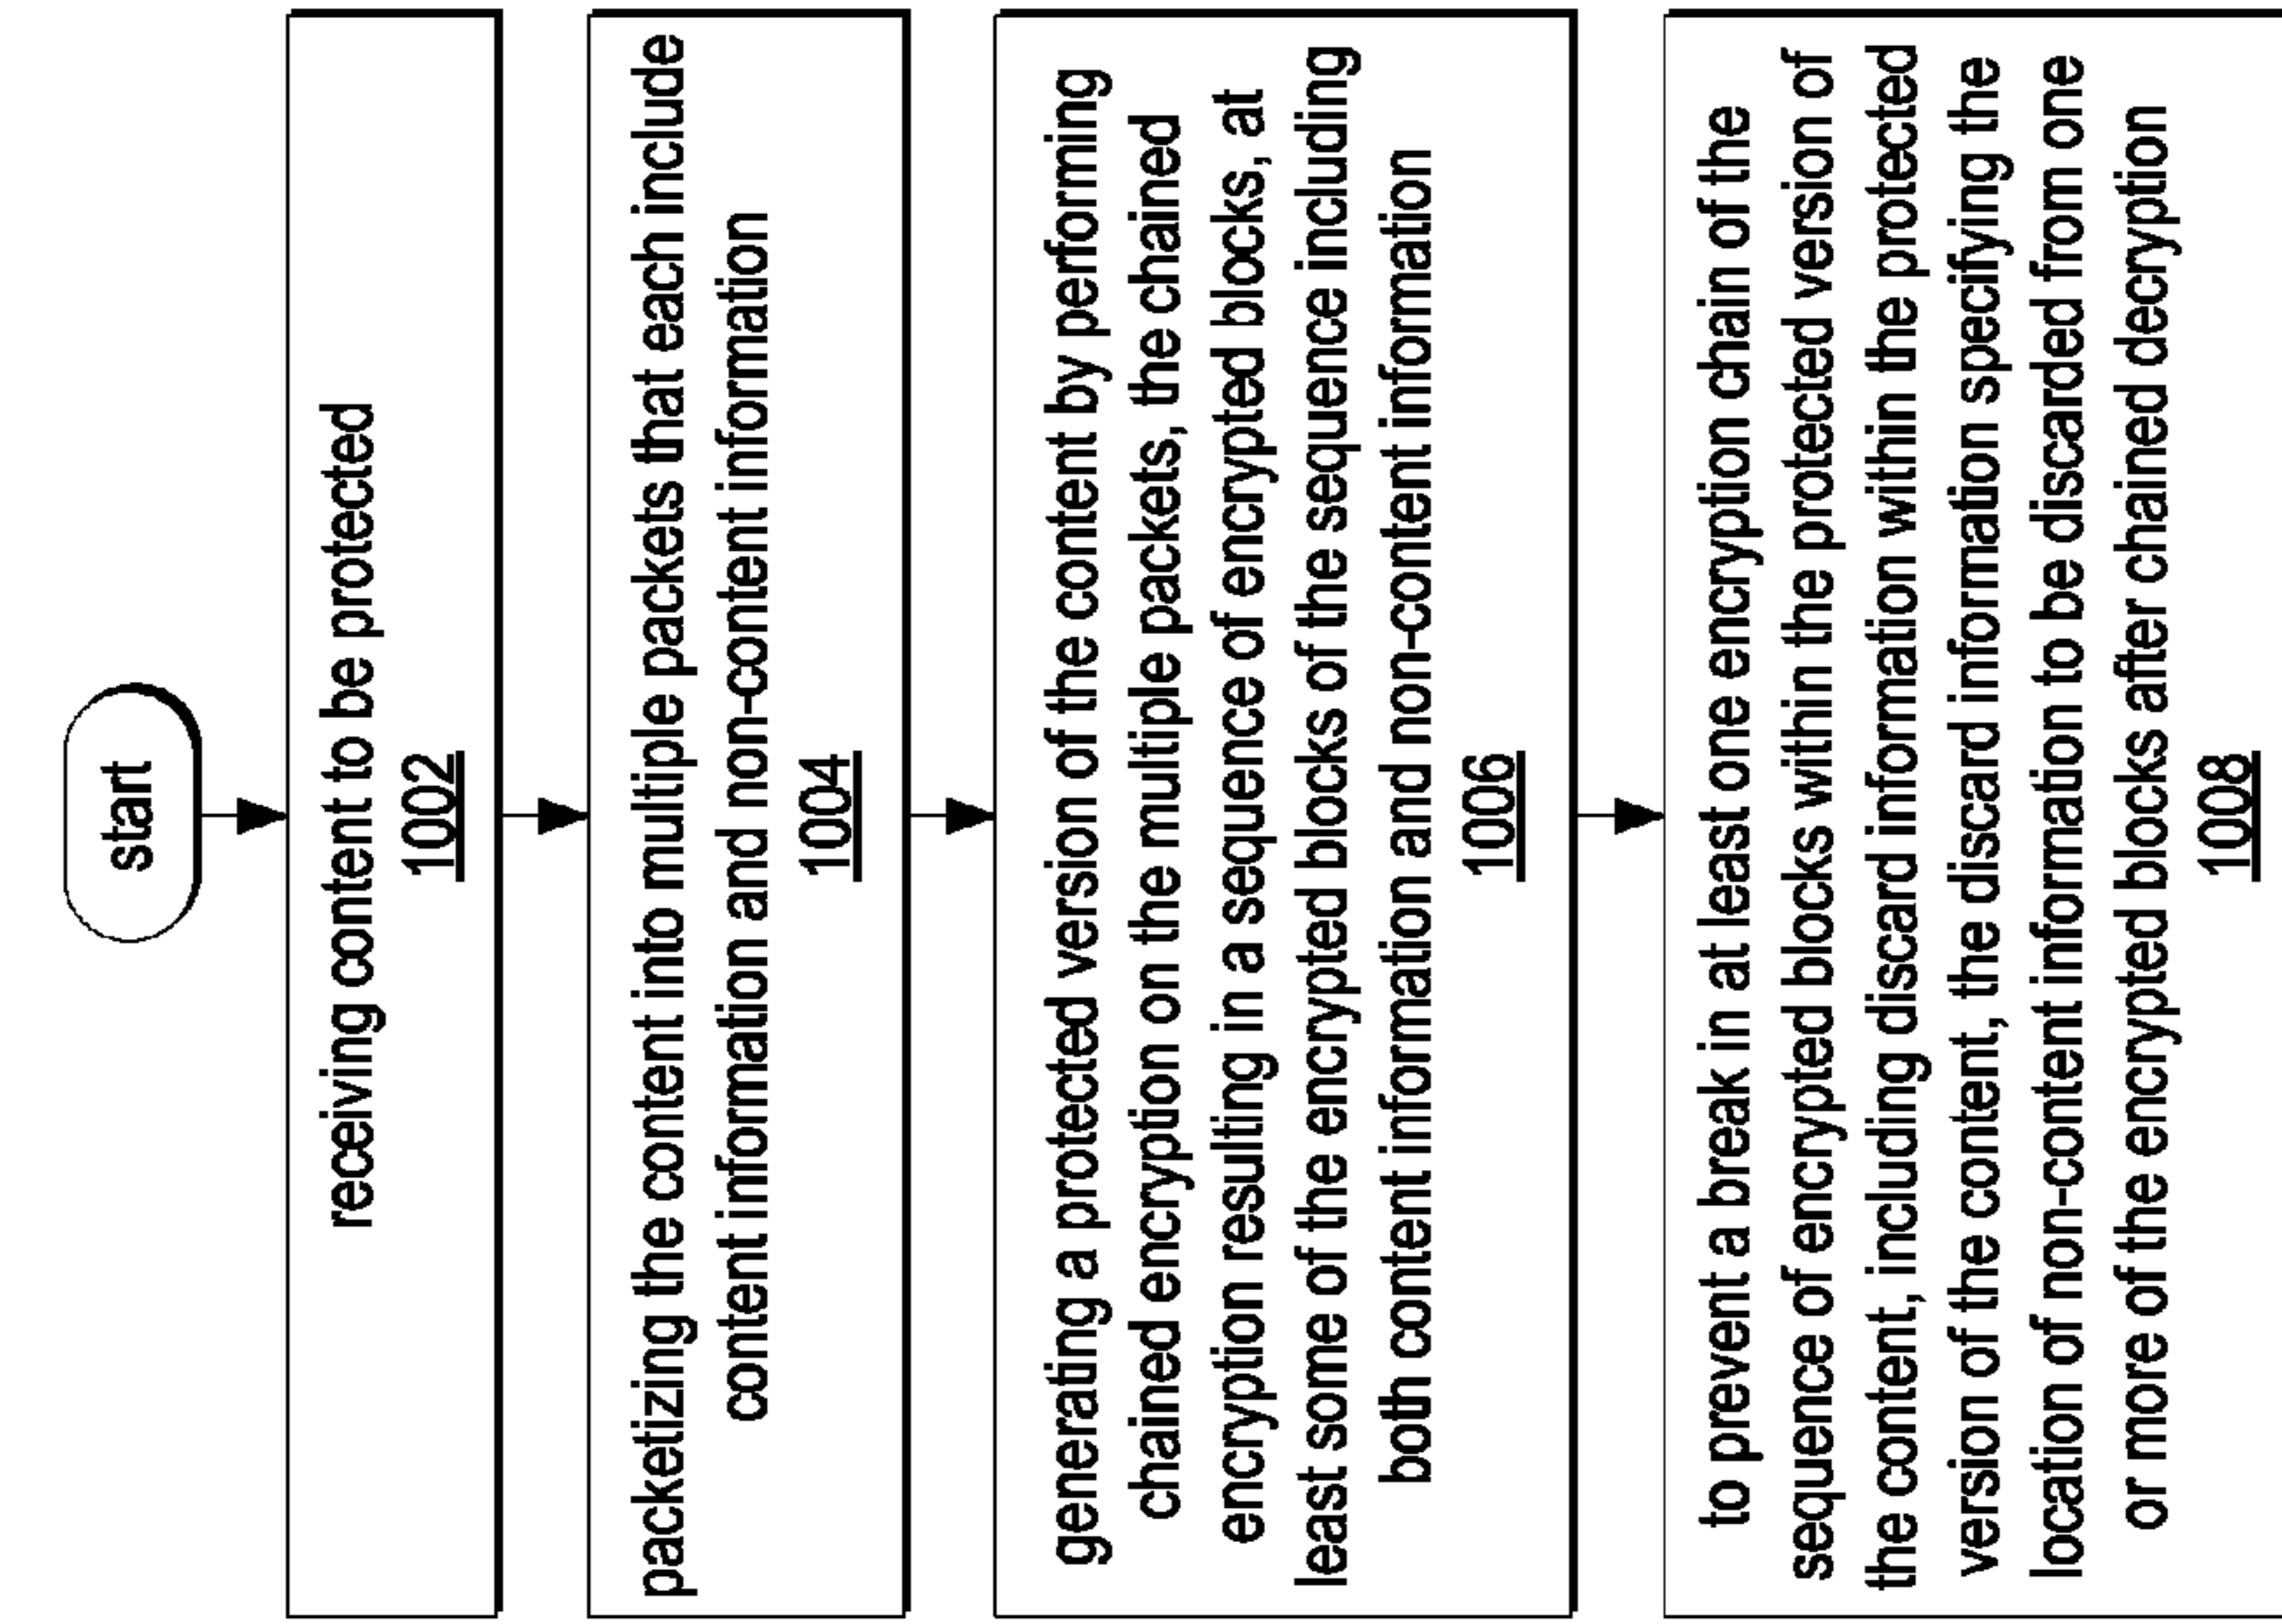 start
receiving content to be protected
1002
packetizing the content into multiple packets that each include
content information and non-content information
1004
generating a protected version of the content by performing
chained encryption on the multiple packets, the chained
encryption resulting in a sequence of encrypted blocks, at
least some of the encrypted blocks of the sequence including
both content information and non-content information
1006
to prevent a break in at least one encryption chain of the
sequence of encrypted blocks within the protected version of
the content, including discard information within the protected
version of the content, the discard information specifying the
location of non-content information to be discarded from one
or more of the encrypted blocks after chained decryption
1008